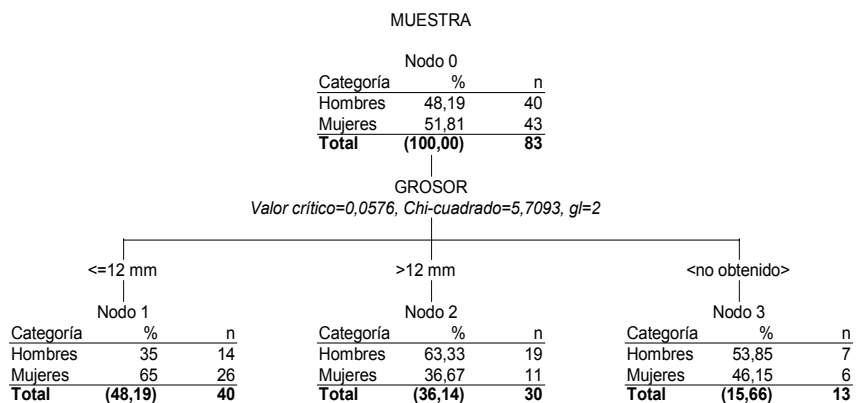 MUESTRA
Nodo 0
Categoría % n
Hombres 48,19 40
Mujeres 51,81 43
Total (100,00) 83
GROSOR
Valor crítico=0,0576, Chi-cuadrado=5,7093, gl=2
<=12 mm
Nodo 1
Categoría % n
Hombres 35 14
Mujeres 65 26
Total (48,19) 40
>12 mm
Nodo 2
Categoría % n
Hombres 63,33 19
Mujeres 36,67 11
Total (36,14) 30
<no obtenido>
Nodo 3
Categoría % n
Hombres 53,85 7
Mujeres 46,15 6
Total (15,66) 13